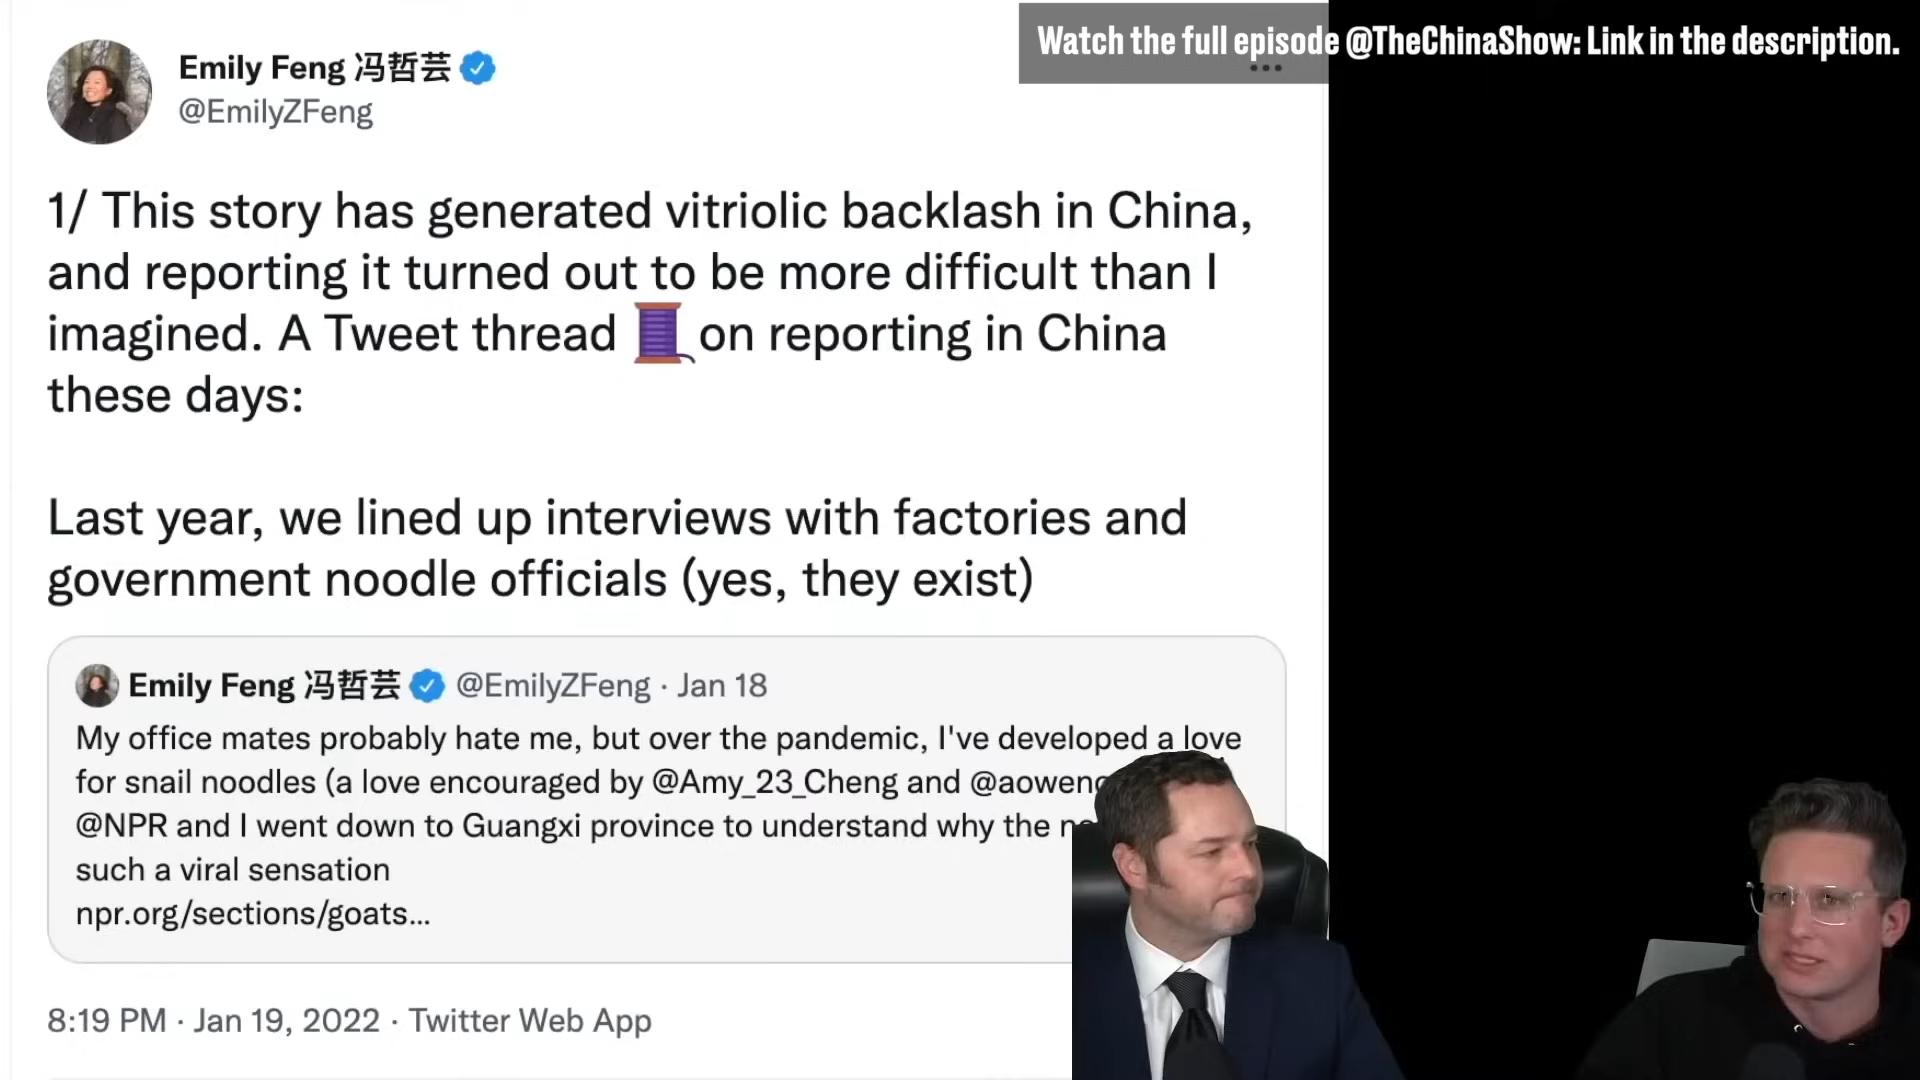 Watch the full episode @TheChinaShow: Link in the description.
Emily Feng 冯哲芸
@EmilyZFeng
1/ This story has generated vitriolic backlash in China,
and reporting it turned out to be more difficult than I
imagined. A Tweet thread 🧵 on reporting in China
these days:
Last year, we lined up interviews with factories and
government noodle officials (yes, they exist)
Emily Feng 冯哲芸 @EmilyZFeng · Jan 18
My office mates probably hate me, but over the pandemic, I've developed a love
for snail noodles (a love encouraged by @Amy_23_Cheng and
@NPR and I went down to Guangxi province to understand why the
such a viral sensation
npr.org/sections/goats...
8:19 PM · Jan 19, 2022 · Twitter Web App